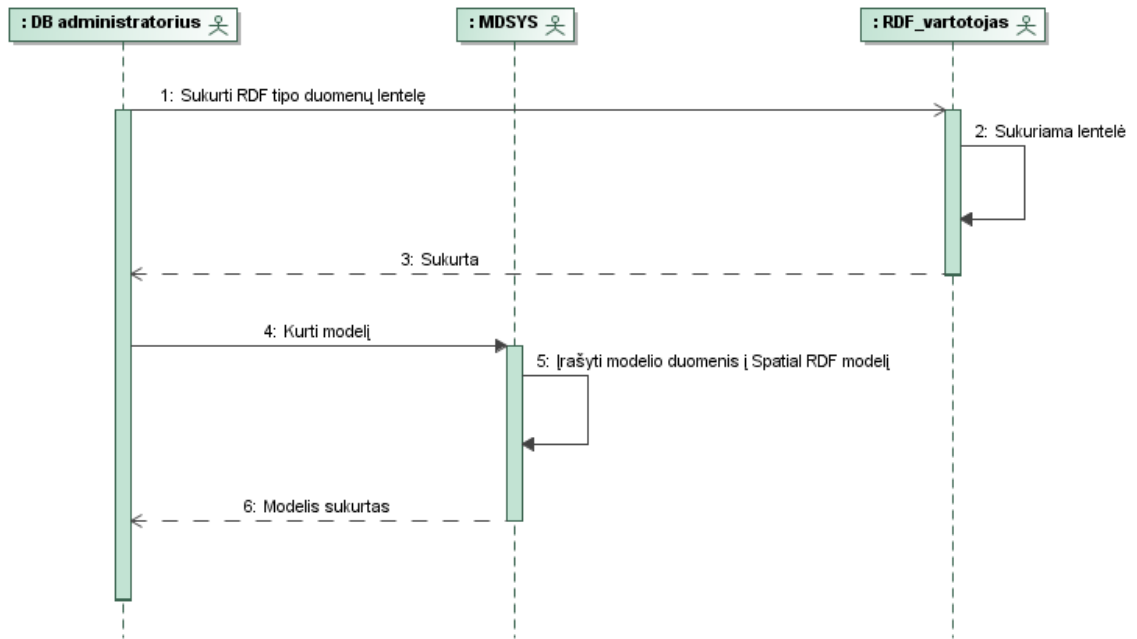 : DB administratorius
: MDSYS
: RDF_vartotojas
1: Sukurti RDF tipo duomenų lentelę
2: Sukuriama lentelė
3: Sukurta
4: Kurti modelį
5: Įrašyti modelio duomenis į Spatial RDF modelį
6: Modelis sukurtas